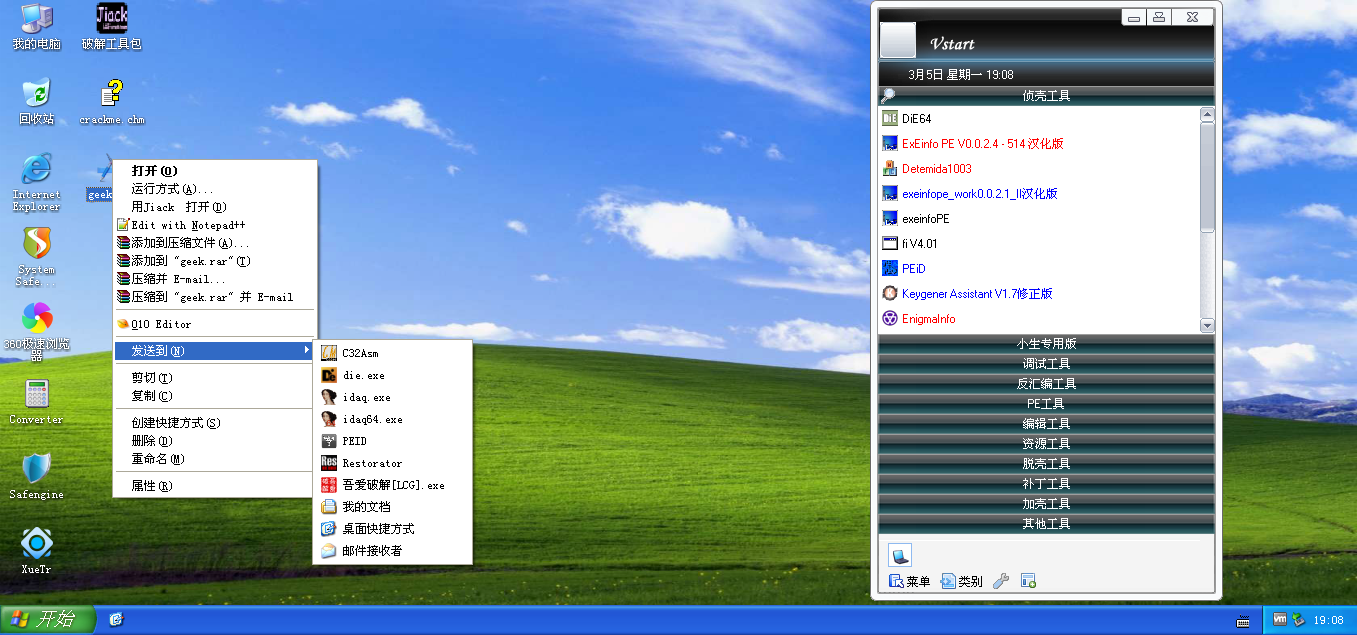 我的电脑
Jiack
破解工具包
回收站
crackme.chm
Internet
Explorer
geek
System
Safe...
360极速浏览
器
Converter
Safengine
XueTr
打开(O)
运行方式(A)...
用Jiack 打开(D)
Edit with Notepad++
添加到压缩文件(A)...
添加到 "geek.rar"(T)
压缩并 E-mail...
压缩到 "geek.rar" 并 E-mail
010 Editor
发送到(N)
剪切(T)
复制(C)
创建快捷方式(S)
删除(D)
重命名(M)
属性(R)
C32Asm
die.exe
idaq.exe
idaq64.exe
PEID
Res
Restorator
吾爱破解[LCG].exe
我的文档
桌面快捷方式
邮件接收者
Vstart
3月5日 星期一 19:08
侦壳工具
DiE
DiE64
ExEinfo PE V0.0.2.4 - 514 汉化版
Detemida1003
exeinfope_work0.0.2.1_II汉化版
exeinfoPE
fi V4.01
PEiD
Keygener Assistant V1.7修正版
EnigmaInfo
小生专用版
调试工具
反汇编工具
PE工具
编辑工具
资源工具
脱壳工具
补丁工具
加壳工具
其他工具
菜单
类别
开始
vm
19:08